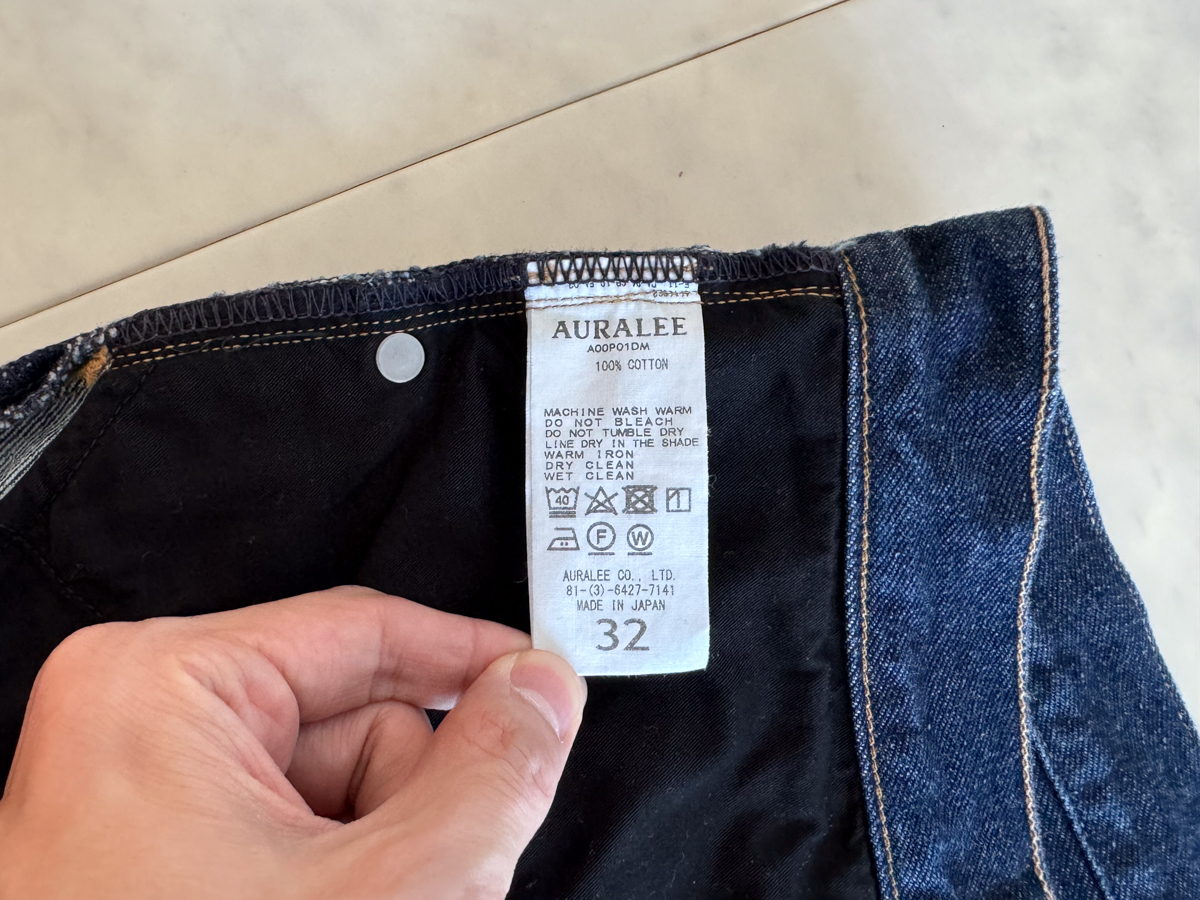 AURALEE
A00P01DM
100% COTTON
MACHINE WASH WARM
DO NOT BLEACH
DO NOT TUMBLE DRY
LINE DRY IN THE SHADE
WARM IRON
DRY CLEAN
WET CLEAN
40
F W
AURALEE CO., LTD.
81-(3)-6427-7141
MADE IN JAPAN
32